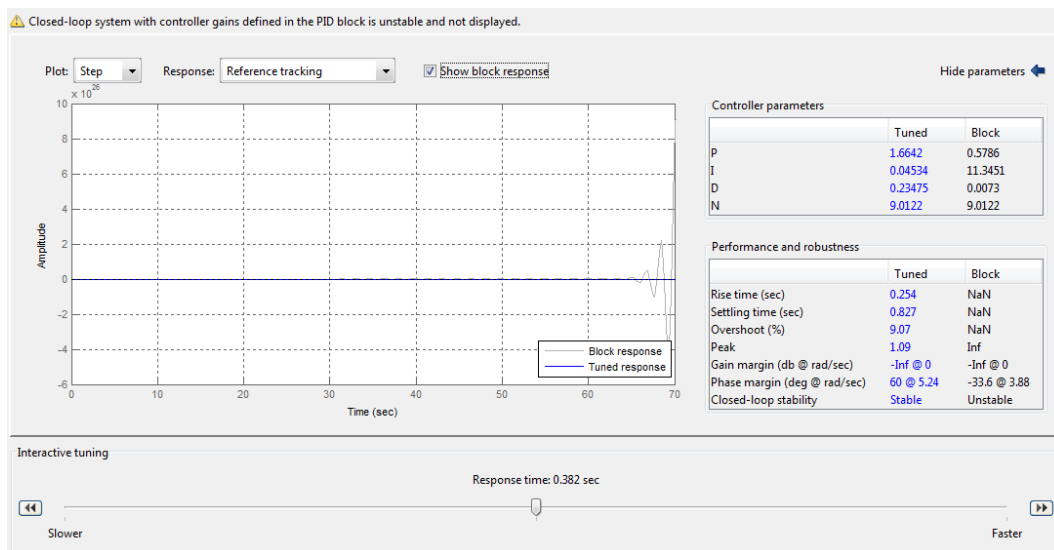 Closed-loop system with controller gains defined in the PID block is unstable and not displayed.
Plot: Step Response: Reference tracking Show block response Hide parameters
x 10^26
10
8
6
4
2
0
-2
-4
-6
Amplitude
0 10 20 30 40 50 60 70
Time (sec)
Block response
Tuned response
Controller parameters
Tuned Block
P 1.6642 0.5786
I 0.04534 11.3451
D 0.23475 0.0073
N 9.0122 9.0122
Performance and robustness
Tuned Block
Rise time (sec) 0.254 NaN
Settling time (sec) 0.827 NaN
Overshoot (%) 9.07 NaN
Peak 1.09 Inf
Gain margin (db @ rad/sec) -Inf @ 0 -Inf @ 0
Phase margin (deg @ rad/sec) 60 @ 5.24 -33.6 @ 3.88
Closed-loop stability Stable Unstable
Interactive tuning
Response time: 0.382 sec
Slower Faster